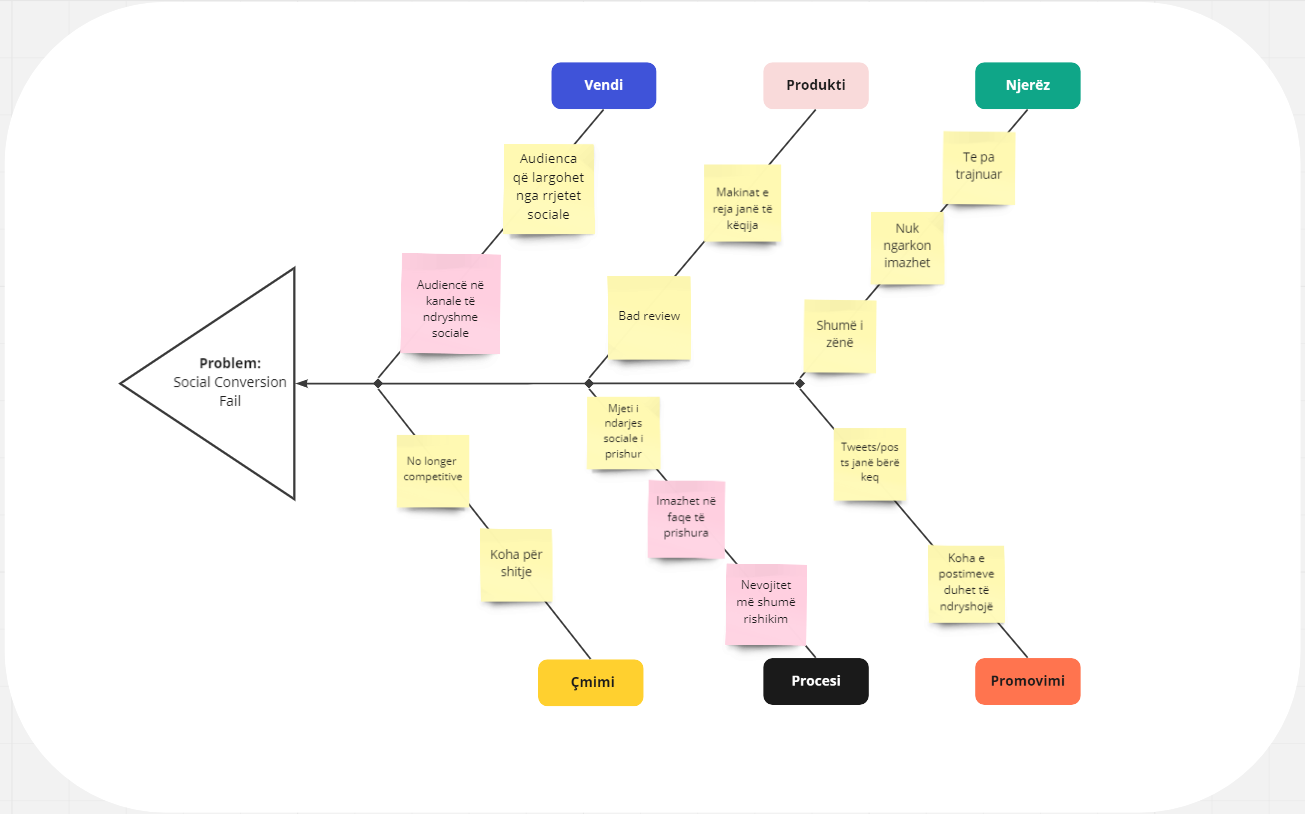 Vendi
Produkti
Njerëz
Audienca
që largohet
nga rrjetet
sociale
Makinat e
reja janë të
këqija
Te pa
trajnuar
Nuk
ngarkon
imazhet
Audiencë në
kanale të
ndryshme
sociale
Bad review
Shumë i
zënë
Problem:
Social Conversion
Fail
No longer
competitive
Koha për
shitje
Mjeti i
ndarjes
sociale i
prishur
Imazhet në
faqe të
prishura
Nevojitet
më shumë
rishikim
Tweets/pos
ts janë bërë
keq
Koha e
postimeve
duhet të
ndryshojë
Çmimi
Procesi
Promovimi